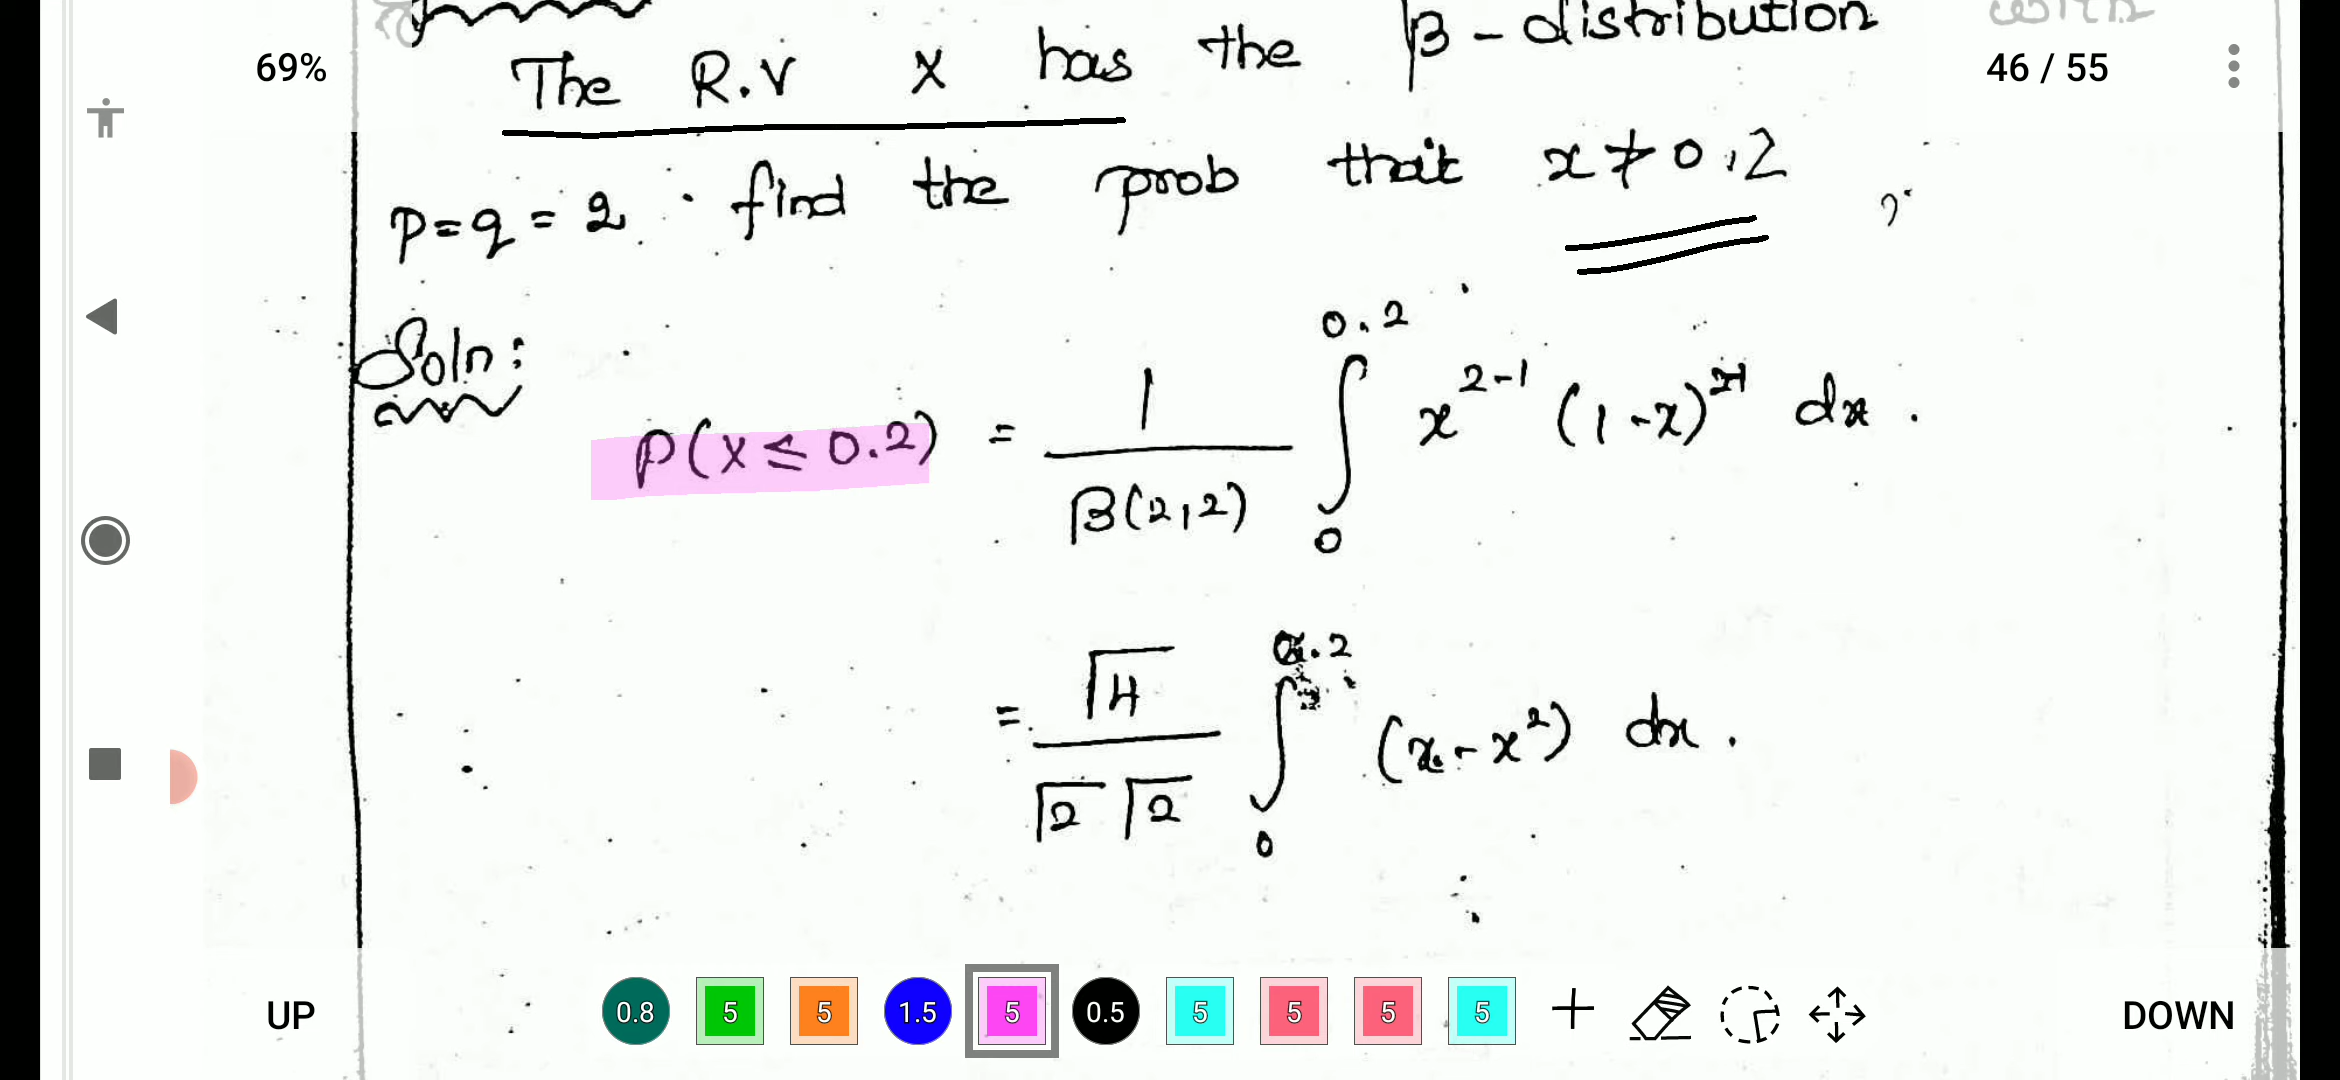 with
The R.V X has the β - distribution
69%
46 / 55
p = q = 2 . find the prob that x ≯ 0.2
Soln:
P(X ≤ 0.2) = 1 / β(2,2) ∫₀^0.2 x^2-1 (1-x)^2-1 dx .
= Γ4 / Γ2 Γ2 ∫₀^0.2 (x - x²) dx .
UP
0.8 5 5 1.5 5 0.5 5 5 5 5
DOWN